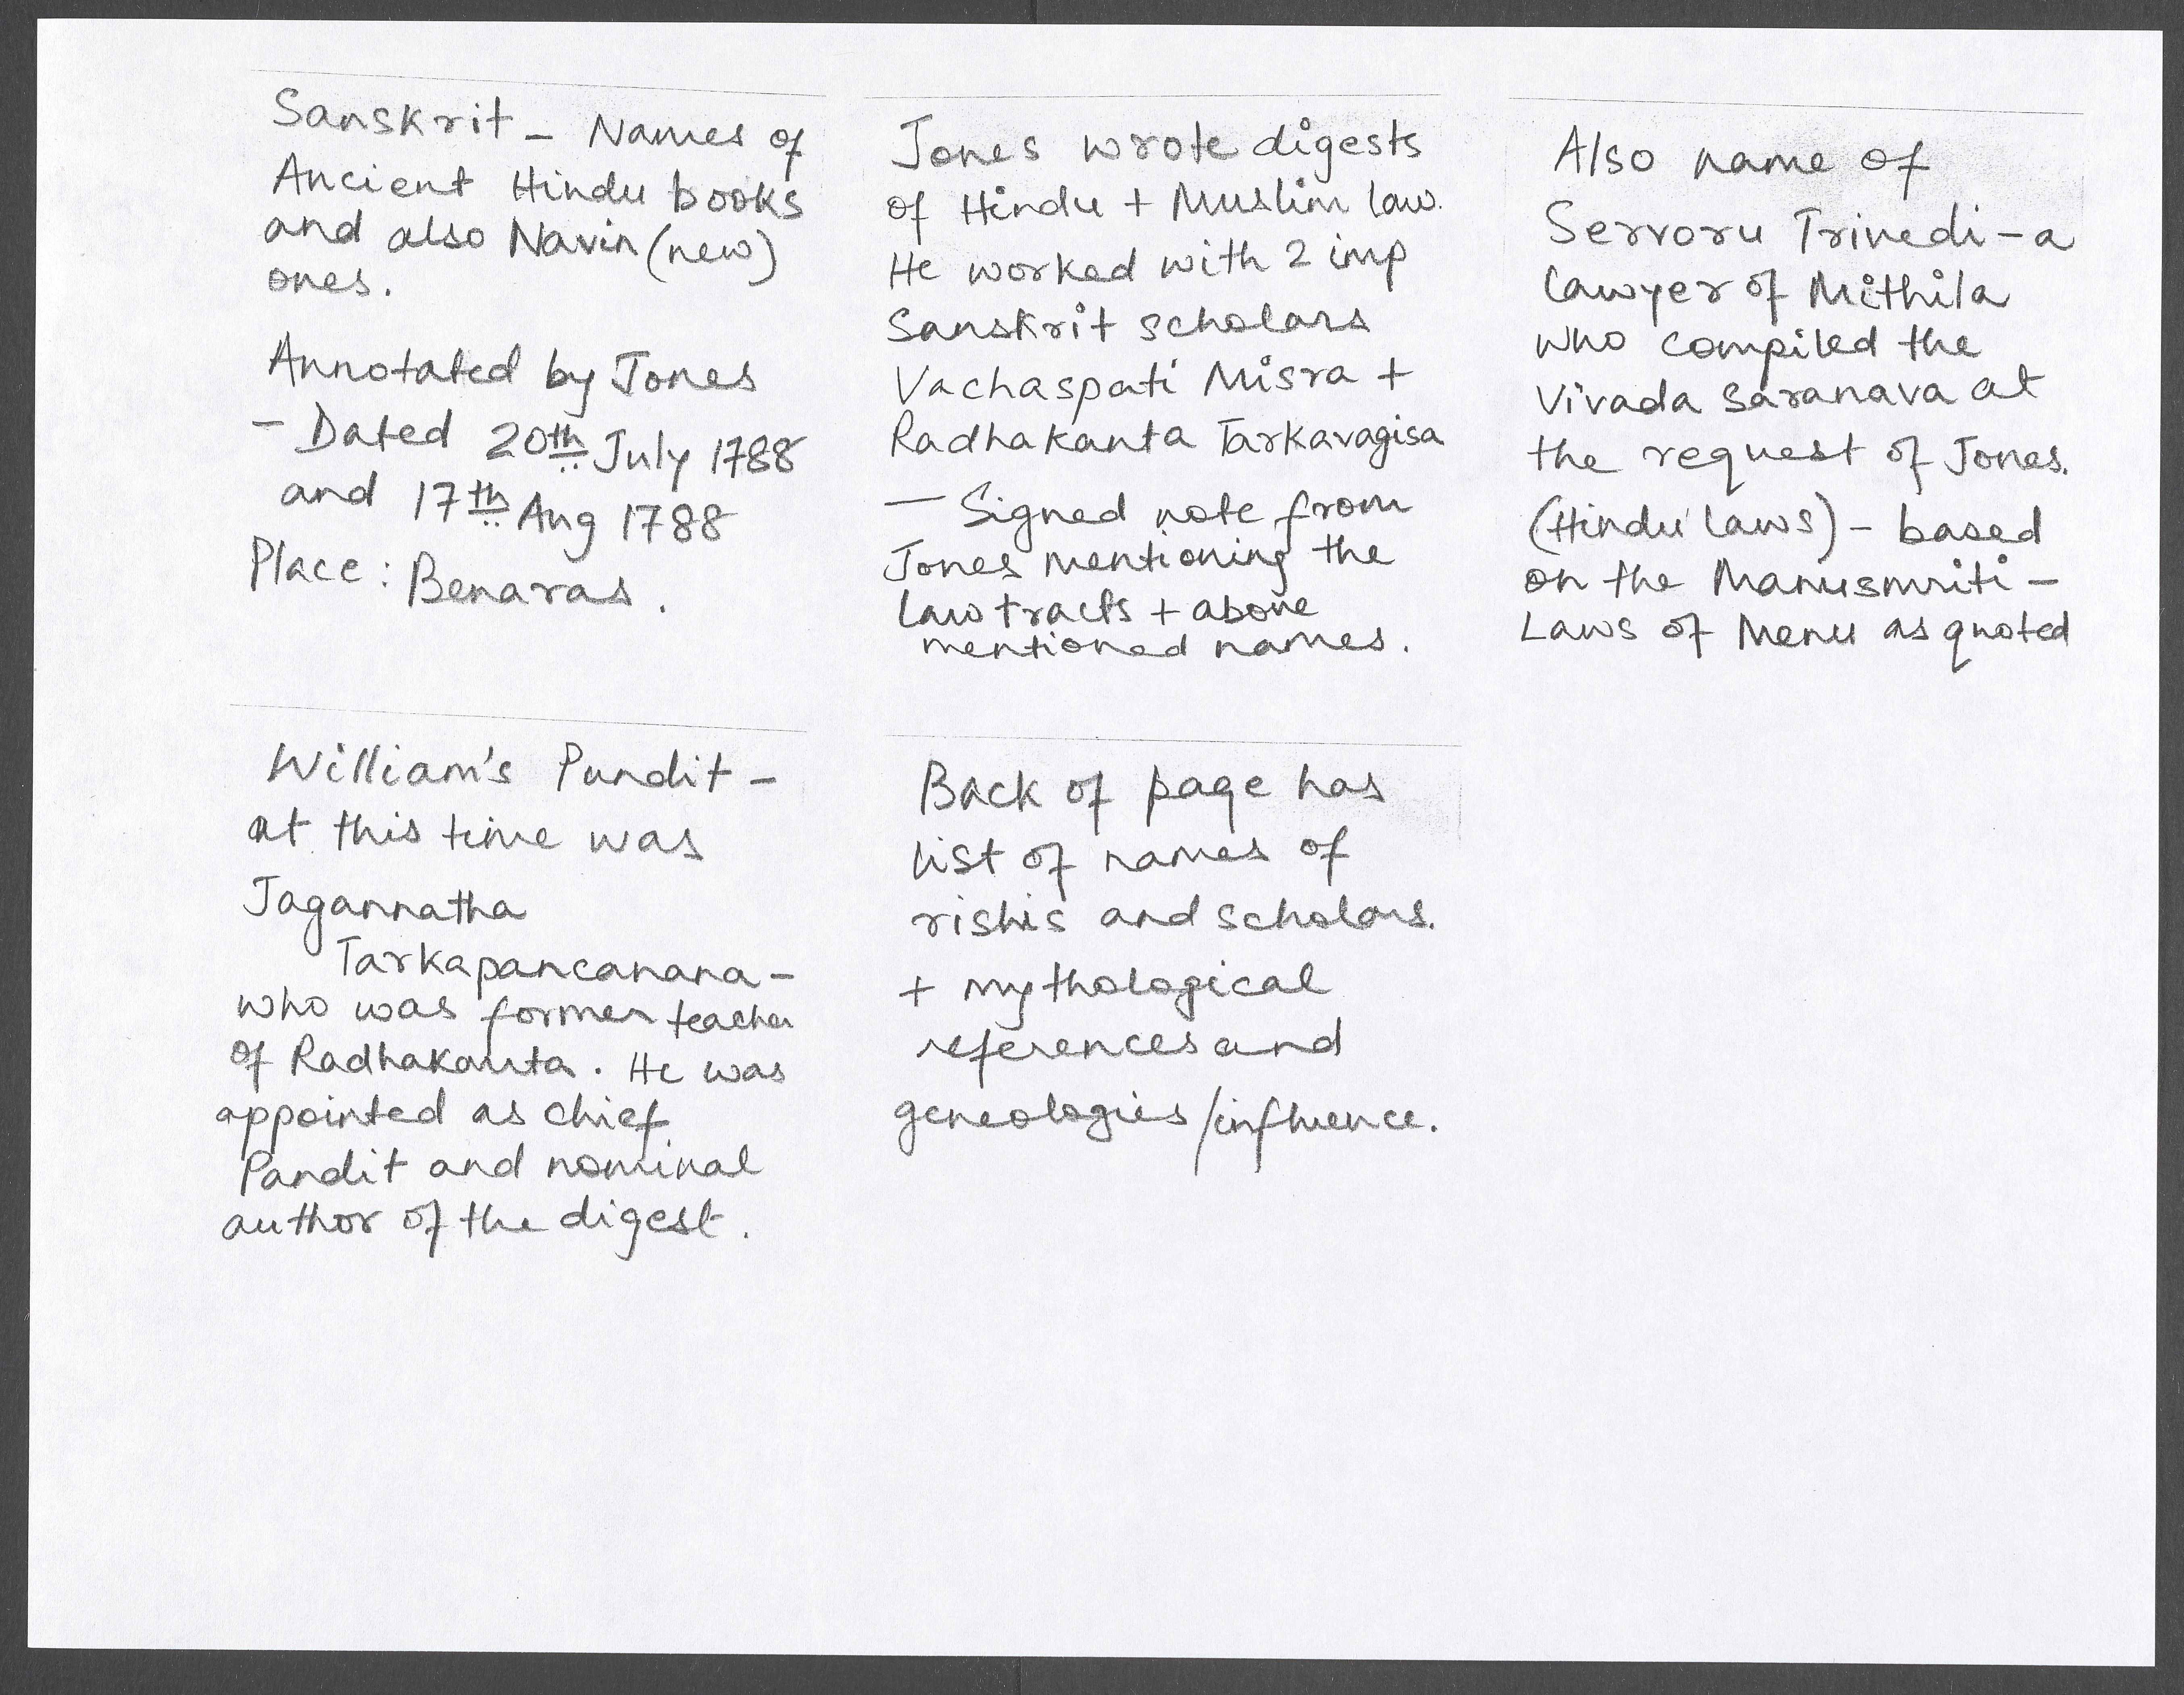 Sanskrit - Names of
Ancient Hindu books
and also Navin (new)
ones.
Annotated by Jones
- Dated 20th July 1788
and 17th Aug 1788
Place: Benaras.
Jones wrote digests
of Hindu + Muslim law.
He worked with 2 imp
Sanskrit scholars
Vachaspati Misra +
Radhakanta Tarkavagisa
— Signed note from
Jones mentioning the
law tracts + above
mentioned names.
Also name of
Servoru Trivedi - a
lawyer of Mithila
who compiled the
Vivada Saranava at
the request of Jones.
(Hindu laws) - based
on the Manusmriti -
Laws of Menu as quoted
William's Pundit -
at this time was
Jagannatha
Tarkapancanana -
who was former teacher
of Radhakanta. He was
appointed as chief
Pandit and nominal
author of the digest.
Back of page has
list of names of
rishis and scholars.
+ mythological
references and
geneologies/influence.